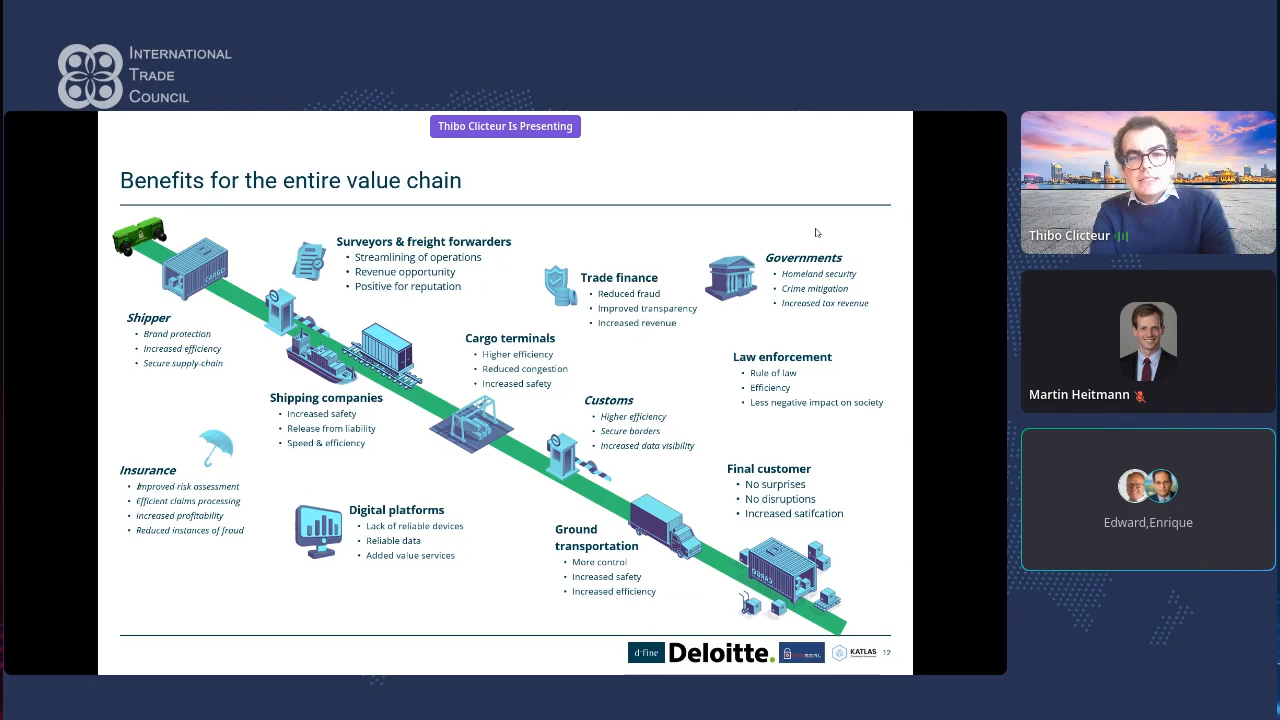 INTERNATIONAL
TRADE
COUNCIL
Thibo Clicteur Is Presenting
Benefits for the entire value chain
Surveyors & freight forwarders
• Streamlining of operations
• Revenue opportunity
• Positive for reputation
Trade finance
• Reduced fraud
• Improved transparency
• Increased revenue
Governments
• Homeland security
• Crime mitigation
• Increased tax revenue
CARGO
Shipper
• Brand protection
• Increased efficiency
• Secure supply-chain
Cargo terminals
• Higher efficiency
• Reduced congestion
• Increased safety
Law enforcement
• Rule of law
• Efficiency
• Less negative impact on society
Shipping companies
• Increased safety
• Release from liability
• Speed & efficiency
Customs
• Higher efficiency
• Secure borders
• Increased data visibility
Insurance
• Improved risk assessment
• Efficient claims processing
• Increased profitability
• Reduced instances of fraud
Final customer
• No surprises
• No disruptions
• Increased satifcation
Digital platforms
• Lack of reliable devices
• Reliable data
• Added value services
Ground
transportation
• More control
• Increased safety
• Increased efficiency
CARGO
d-fine
Deloitte.
KATLAS
12
Thibo Clicteur
Martin Heitmann
Edward,Enrique